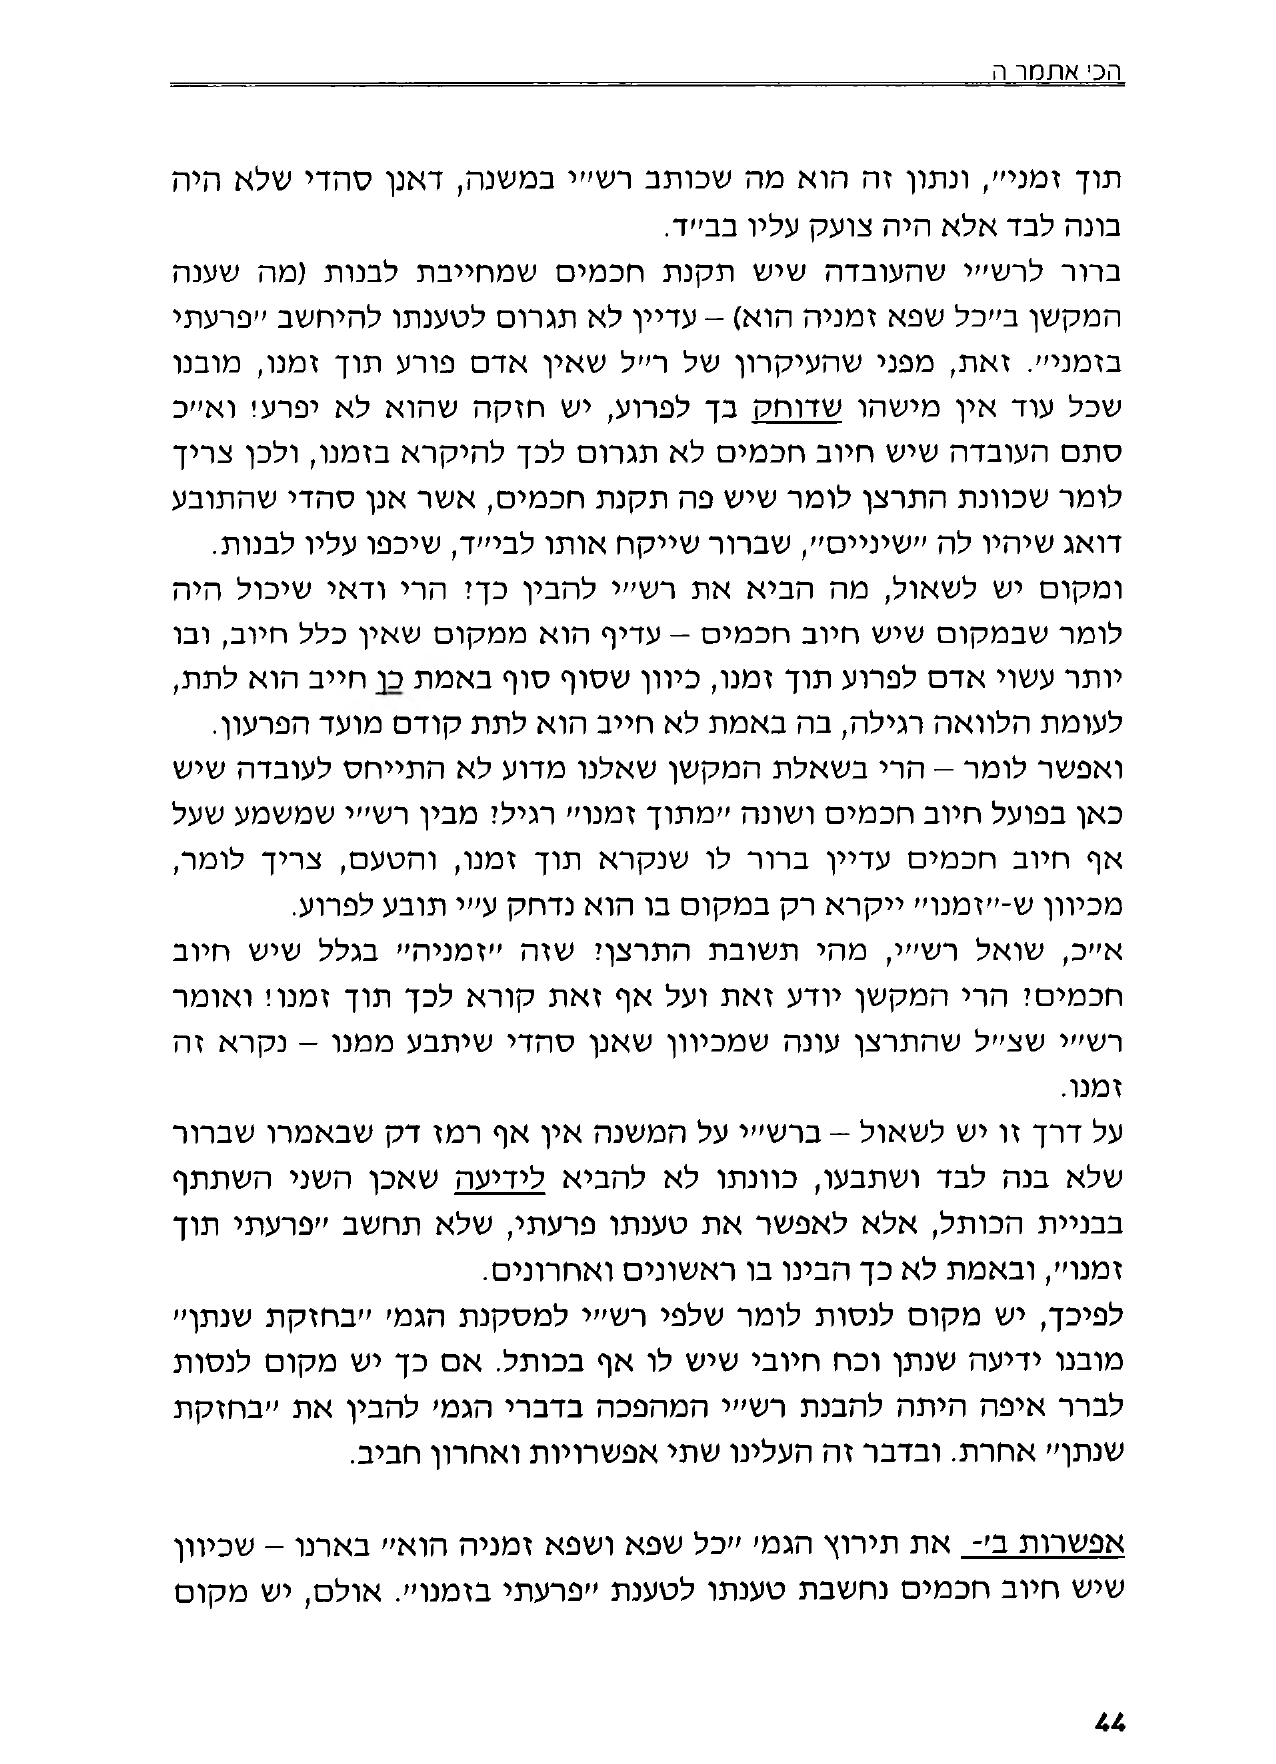 הכי אתמר ה
תוך זמני״, ונתון זה הוא מה שכותב רש״י במשנה, דאנן סהדי שלא היה
בונה לבד אלא היה צועק עליו בב״ד.
ברור לרש״י שהעובדה שיש תקנת חכמים שמחייבת לבנות (מה שענה
המקשן ב״כל שפא זמניה הוא) – עדיין לא תגרום לטענתו להיחשב ״פרעתי
בזמני״. זאת, מפני שהעיקרון של ר״ל שאין אדם פורע תוך זמנו, מובנו
שכל עוד אין מישהו שדוחק בך לפרוע, יש חזקה שהוא לא יפרע! וא״כ
סתם העובדה שיש חיוב חכמים לא תגרום לכך להיקרא בזמנו, ולכן צריך
לומר שכוונת התרצן לומר שיש פה תקנת חכמים, אשר אנן סהדי שהתובע
דואג שיהיו לה ״שיניים״, שברור שייקח אותו לבי״ד, שיכפו עליו לבנות.
ומקום יש לשאול, מה הביא את רש״י להבין כך? הרי ודאי שיכול היה
לומר שבמקום שיש חיוב חכמים – עדיף הוא ממקום שאין כלל חיוב, ובו
יותר עשוי אדם לפרוע תוך זמנו, כיוון שסוף סוף באמת כן חייב הוא לתת,
לעומת הלוואה רגילה, בה באמת לא חייב הוא לתת קודם מועד הפרעון.
ואפשר לומר – הרי בשאלת המקשן שאלנו מדוע לא התייחס לעובדה שיש
כאן בפועל חיוב חכמים ושונה ״מתוך זמנו״ רגיל? מבין רש״י שמשמע שעל
אף חיוב חכמים עדיין ברור לו שנקרא תוך זמנו, והטעם, צריך לומר,
מכיוון ש-״זמנו״ ייקרא רק במקום בו הוא נדחק ע״י תובע לפרוע.
א״כ, שואל רש״י, מהי תשובת התרצן? שזה ״זמניה״ בגלל שיש חיוב
חכמים? הרי המקשן יודע זאת ועל אף זאת קורא לכך תוך זמנו! ואומר
רש״י שצ״ל שהתרצן עונה שמכיוון שאנן סהדי שיתבע ממנו – נקרא זה
זמנו.
על דרך זו יש לשאול – ברש״י על המשנה אין אף רמז דק שבאמרו שברור
שלא בנה לבד ושתבעו, כוונתו לא להביא לידיעה שאכן השני השתתף
בבניית הכותל, אלא לאפשר את טענתו פרעתי, שלא תחשב ״פרעתי תוך
זמנו״, ובאמת לא כך הבינו בו ראשונים ואחרונים.
לפיכך, יש מקום לנסות לומר שלפי רש״י למסקנת הגמ׳ ״בחזקת שנתן״
מובנו ידיעה שנתן וכח חיובי שיש לו אף בכותל. אם כך יש מקום לנסות
לברר איפה היתה להבנת רש״י המהפכה בדברי הגמ׳ להבין את ״בחזקת
שנתן״ אחרת. ובדבר זה העלינו שתי אפשרויות ואחרון חביב.
אפשרות ב׳- את תירוץ הגמ׳ ״כל שפא ושפא זמניה הוא״ בארנו – שכיוון
שיש חיוב חכמים נחשבת טענתו לטענת ״פרעתי בזמנו״. אולם, יש מקום
44